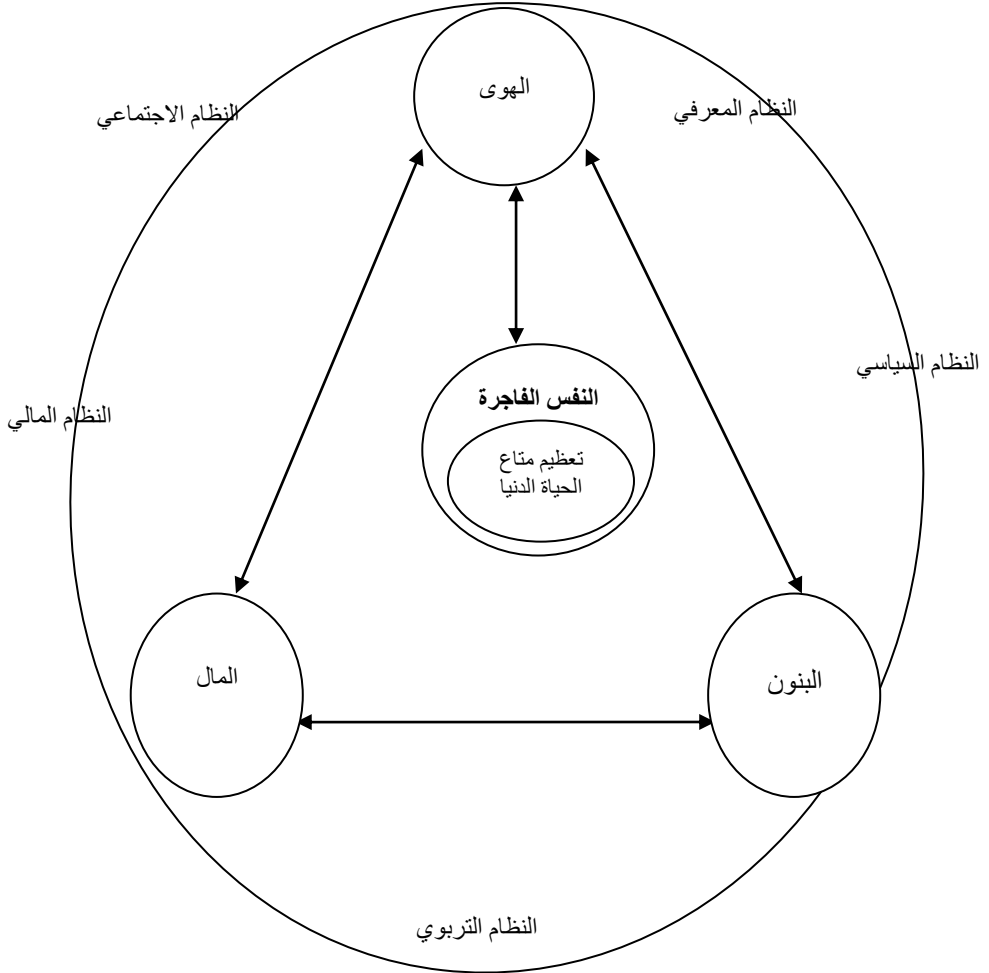 الهوى
النظام المعرفي
النظام الاجتماعي
النظام السياسي
النفس الفاجرة
النظام المالي
تعظيم متاع
الحياة الدنيا
البنون
المال
النظام التربوي